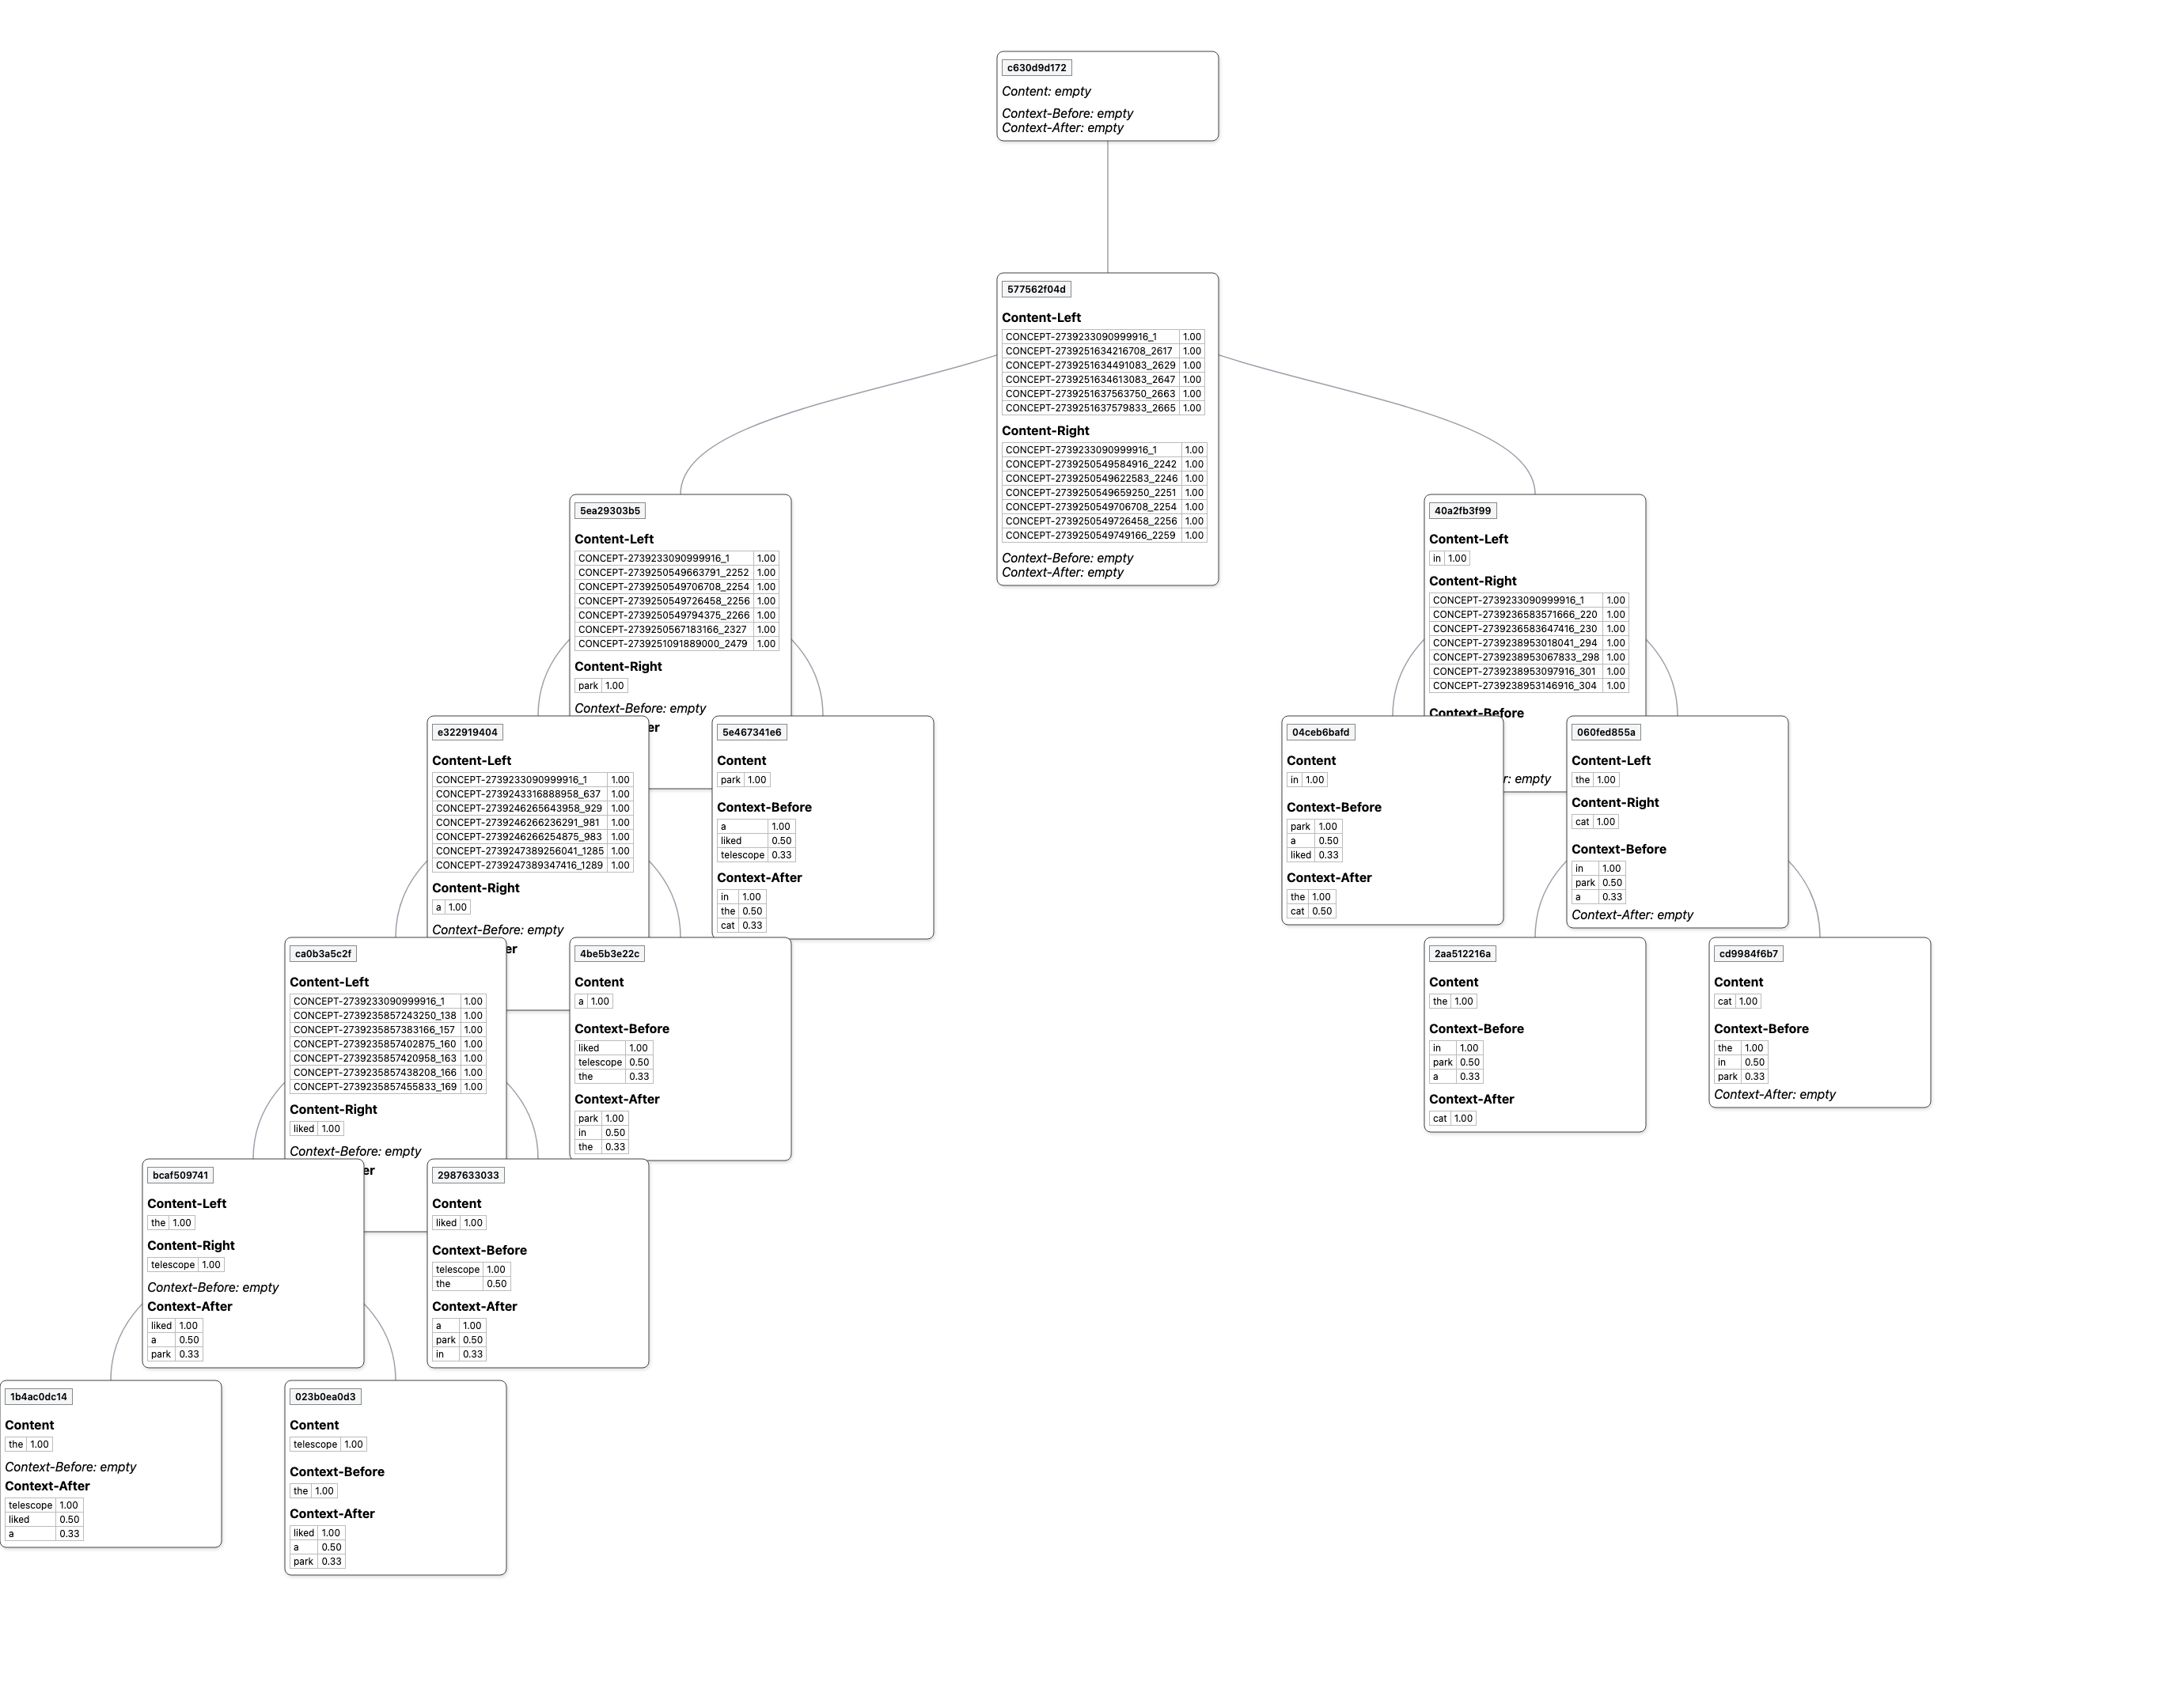 c630d9d172
Content: empty
Context-Before: empty
Context-After: empty
577562f04d
Content-Left
CONCEPT-2739233090999916_1 1.00
CONCEPT-2739251634216708_2617 1.00
CONCEPT-2739251634491083_2629 1.00
CONCEPT-2739251634613083_2647 1.00
CONCEPT-2739251637563750_2663 1.00
CONCEPT-2739251637579833_2665 1.00
Content-Right
CONCEPT-2739233090999916_1 1.00
CONCEPT-2739250549584916_2242 1.00
CONCEPT-2739250549622583_2246 1.00
CONCEPT-2739250549659250_2251 1.00
CONCEPT-2739250549706708_2254 1.00
CONCEPT-2739250549726458_2256 1.00
CONCEPT-2739250549749166_2259 1.00
Context-Before: empty
Context-After: empty
5ea29303b5
Content-Left
CONCEPT-2739233090999916_1 1.00
CONCEPT-2739250549663791_2252 1.00
CONCEPT-2739250549706708_2254 1.00
CONCEPT-2739250549726458_2256 1.00
CONCEPT-2739250549794375_2266 1.00
CONCEPT-2739250567183166_2327 1.00
CONCEPT-2739251091889000_2479 1.00
Content-Right
park 1.00
Context-Before: empty
er
40a2fb3f99
Content-Left
in 1.00
Content-Right
CONCEPT-2739233090999916_1 1.00
CONCEPT-2739236583571666_220 1.00
CONCEPT-2739236583647416_230 1.00
CONCEPT-2739238953018041_294 1.00
CONCEPT-2739238953067833_298 1.00
CONCEPT-2739238953097916_301 1.00
CONCEPT-2739238953146916_304 1.00
Context-Before
r: empty
e322919404
Content-Left
CONCEPT-2739233090999916_1 1.00
CONCEPT-2739243316888958_637 1.00
CONCEPT-2739246265643958_929 1.00
CONCEPT-2739246266236291_981 1.00
CONCEPT-2739246266254875_983 1.00
CONCEPT-2739247389256041_1285 1.00
CONCEPT-2739247389347416_1289 1.00
Content-Right
a 1.00
Context-Before: empty
er
5e467341e6
Content
park 1.00
Context-Before
a 1.00
liked 0.50
telescope 0.33
Context-After
in 1.00
the 0.50
cat 0.33
04ceb6bafd
Content
in 1.00
Context-Before
park 1.00
a 0.50
liked 0.33
Context-After
the 1.00
cat 0.50
060fed855a
Content-Left
the 1.00
Content-Right
cat 1.00
Context-Before
in 1.00
park 0.50
a 0.33
Context-After: empty
ca0b3a5c2f
Content-Left
CONCEPT-2739233090999916_1 1.00
CONCEPT-2739235857243250_138 1.00
CONCEPT-2739235857383166_157 1.00
CONCEPT-2739235857402875_160 1.00
CONCEPT-2739235857420958_163 1.00
CONCEPT-2739235857438208_166 1.00
CONCEPT-2739235857455833_169 1.00
Content-Right
liked 1.00
Context-Before: empty
er
4be5b3e22c
Content
a 1.00
Context-Before
liked 1.00
telescope 0.50
the 0.33
Context-After
park 1.00
in 0.50
the 0.33
2aa512216a
Content
the 1.00
Context-Before
in 1.00
park 0.50
a 0.33
Context-After
cat 1.00
cd9984f6b7
Content
cat 1.00
Context-Before
the 1.00
in 0.50
park 0.33
Context-After: empty
bcaf509741
Content-Left
the 1.00
Content-Right
telescope 1.00
Context-Before: empty
Context-After
liked 1.00
a 0.50
park 0.33
2987633033
Content
liked 1.00
Context-Before
telescope 1.00
the 0.50
Context-After
a 1.00
park 0.50
in 0.33
1b4ac0dc14
Content
the 1.00
Context-Before: empty
Context-After
telescope 1.00
liked 0.50
a 0.33
023b0ea0d3
Content
telescope 1.00
Context-Before
the 1.00
Context-After
liked 1.00
a 0.50
park 0.33